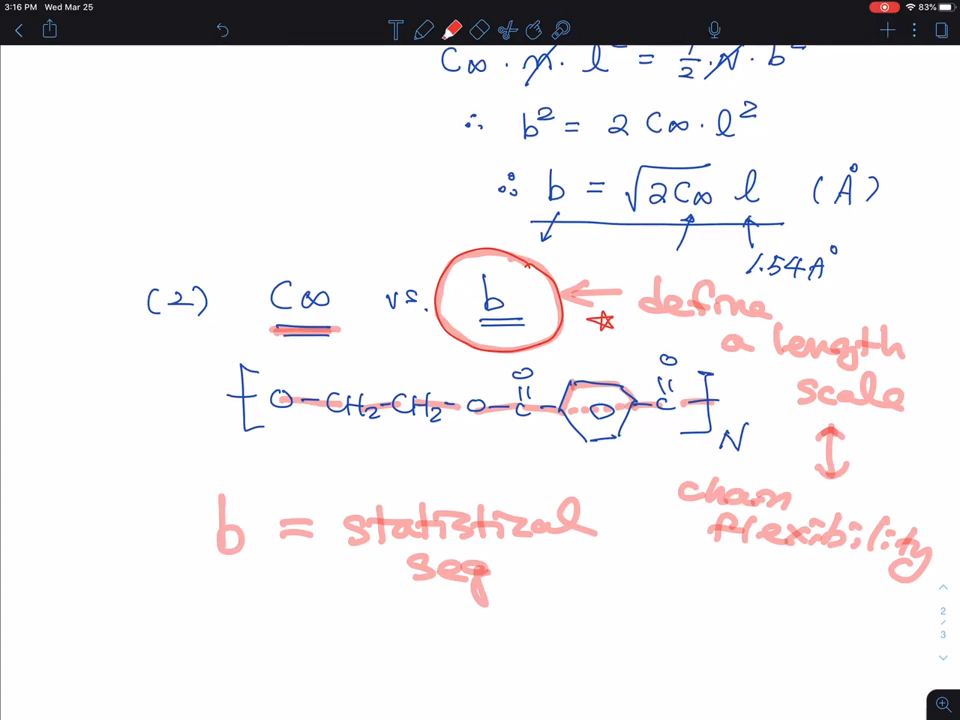 3:16 PM Wed Mar 25
83%
C∞ · n · l² = 1/2 · N · b²
∴ b² = 2 C∞ · l²
∴ b = √2C∞ l (Å)
1.54 A°
(2) C∞ vs. b ← define
a length
scale
[O-CH₂-CH₂-O-C-C]N
O O
O
↕
chain
flexibility
b = statistical
seg
2
/
3